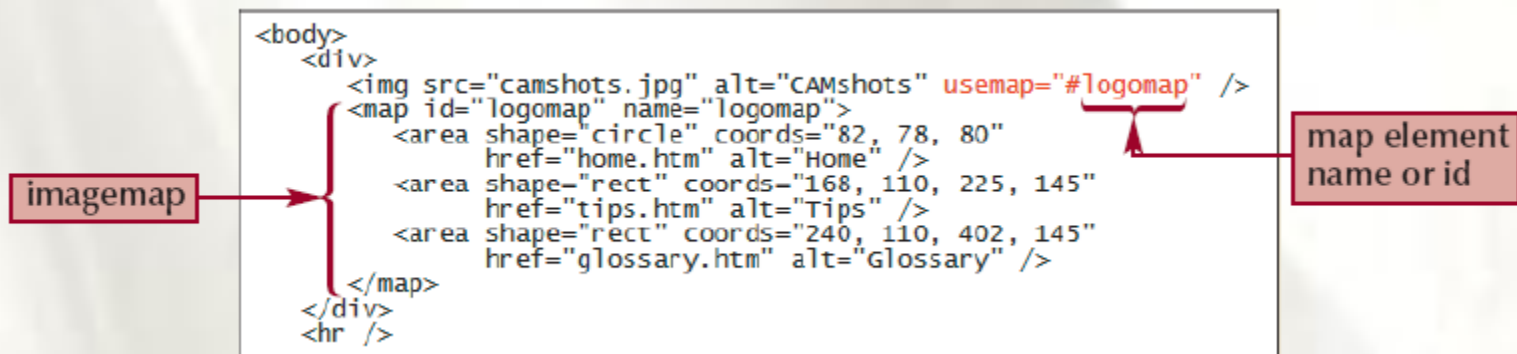 <body>
<div>
<img src="camshots.jpg" alt="CAMshots" usemap="#logomap" />
<map id="logomap" name="logomap">
<area shape="circle" coords="82, 78, 80"
href="home.htm" alt="Home" />
<area shape="rect" coords="168, 110, 225, 145"
href="tips.htm" alt="Tips" />
<area shape="rect" coords="240, 110, 402, 145"
href="glossary.htm" alt="Glossary" />
</map>
</div>
<hr />
imagemap
map element
name or id